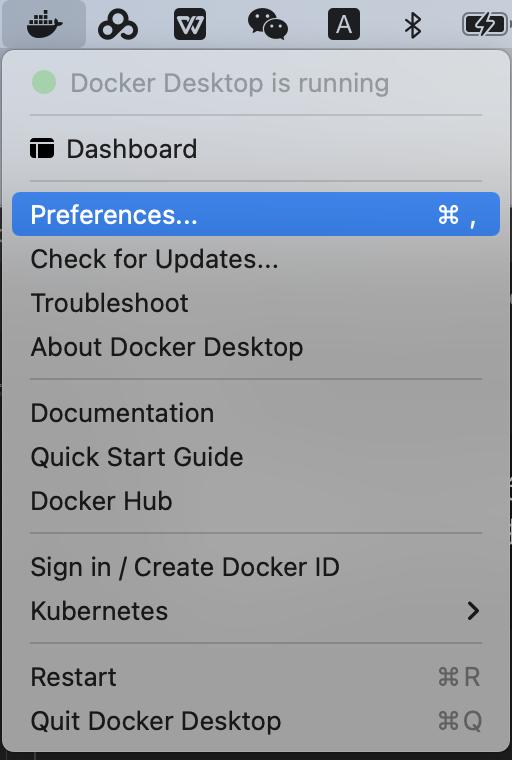 A
Docker Desktop is running
Dashboard
Preferences... ⌘ ,
Check for Updates...
Troubleshoot
About Docker Desktop
Documentation
Quick Start Guide
Docker Hub
Sign in / Create Docker ID
Kubernetes
Restart ⌘R
Quit Docker Desktop ⌘Q